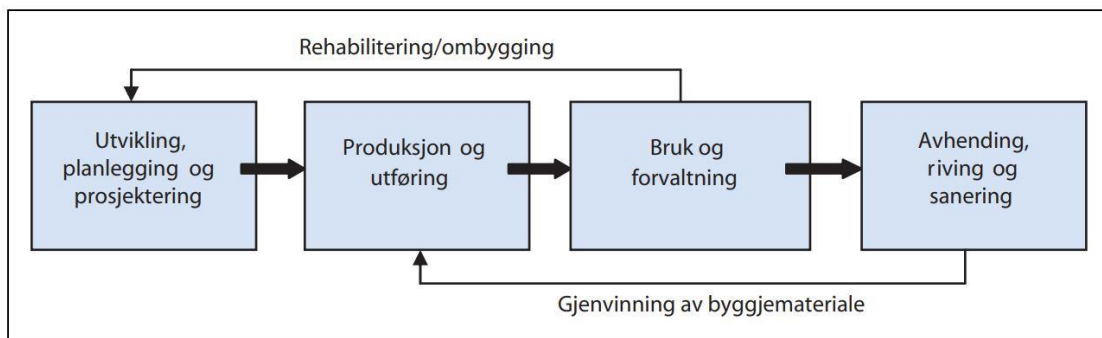 Rehabilitering/ombygging
Utvikling,
planlegging og
prosjektering
Produksjon og
utføring
Bruk og
forvaltning
Avhending,
riving og
sanering
Gjenvinning av byggjemateriale